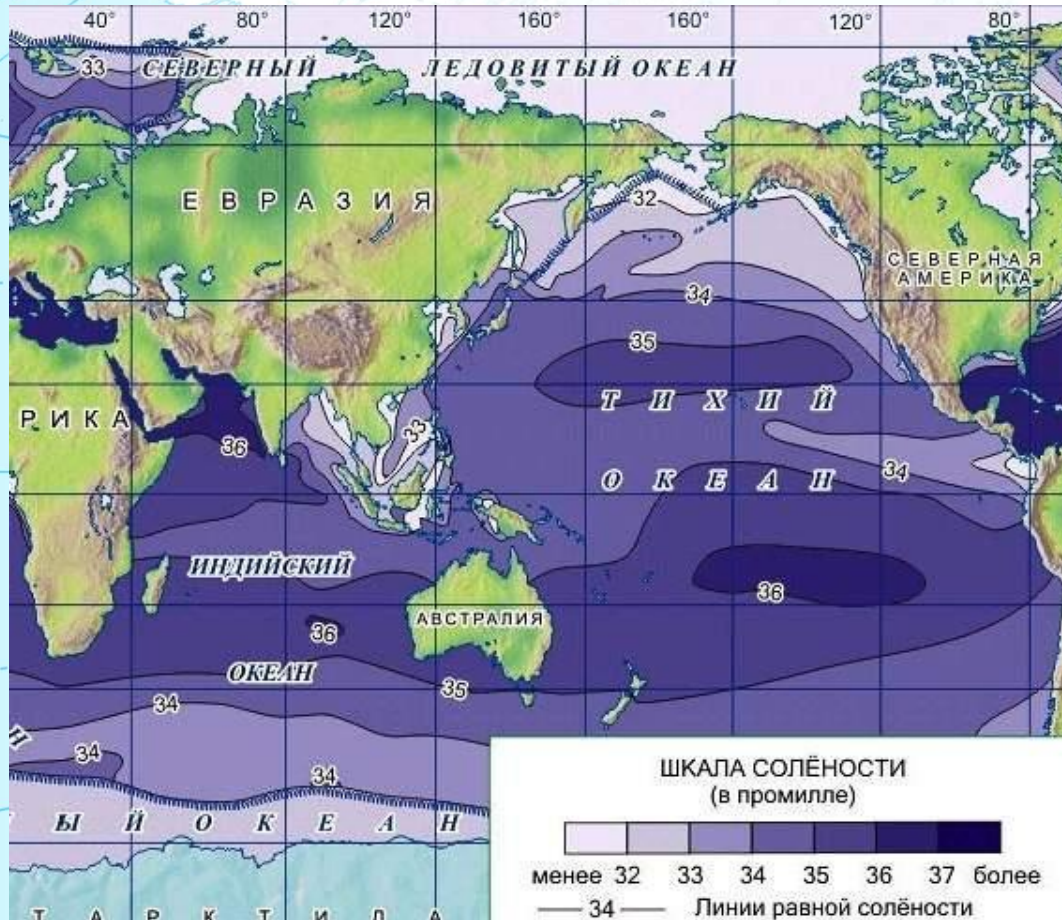 40° 80° 120° 160° 160° 120° 80°
33 СЕВЕРНЫЙ ЛЕДОВИТЫЙ ОКЕАН
32
ЕВРАЗИЯ
СЕВЕРНАЯ
АМЕРИКА
34
35
РИКА
ТИХИЙ
33
36
34
ОКЕАН
ИНДИЙСКИЙ
36
АВСТРАЛИЯ
36
ОКЕАН
35
34
Н
34
34
ЫЙ ОКЕАН
ТАРКТИДА
ШКАЛА СОЛЁНОСТИ
(в промилле)
менее 32 33 34 35 36 37 более
34 Линии равной солёности